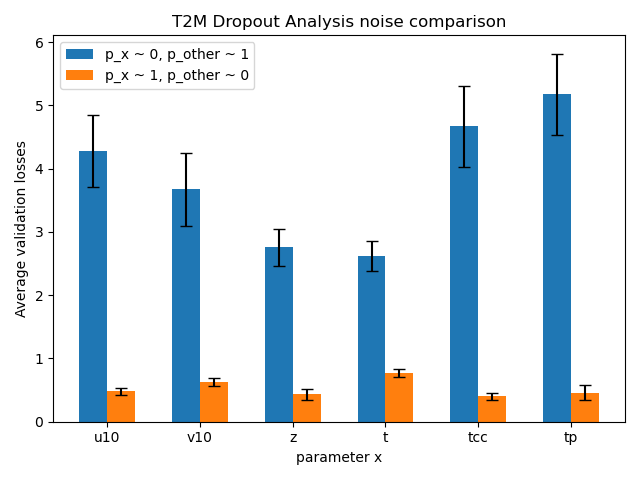 T2M Dropout Analysis noise comparison
p_x ~ 0, p_other ~ 1
p_x ~ 1, p_other ~ 0
Average validation losses
6
5
4
3
2
1
0
u10 v10 z t tcc tp
parameter x